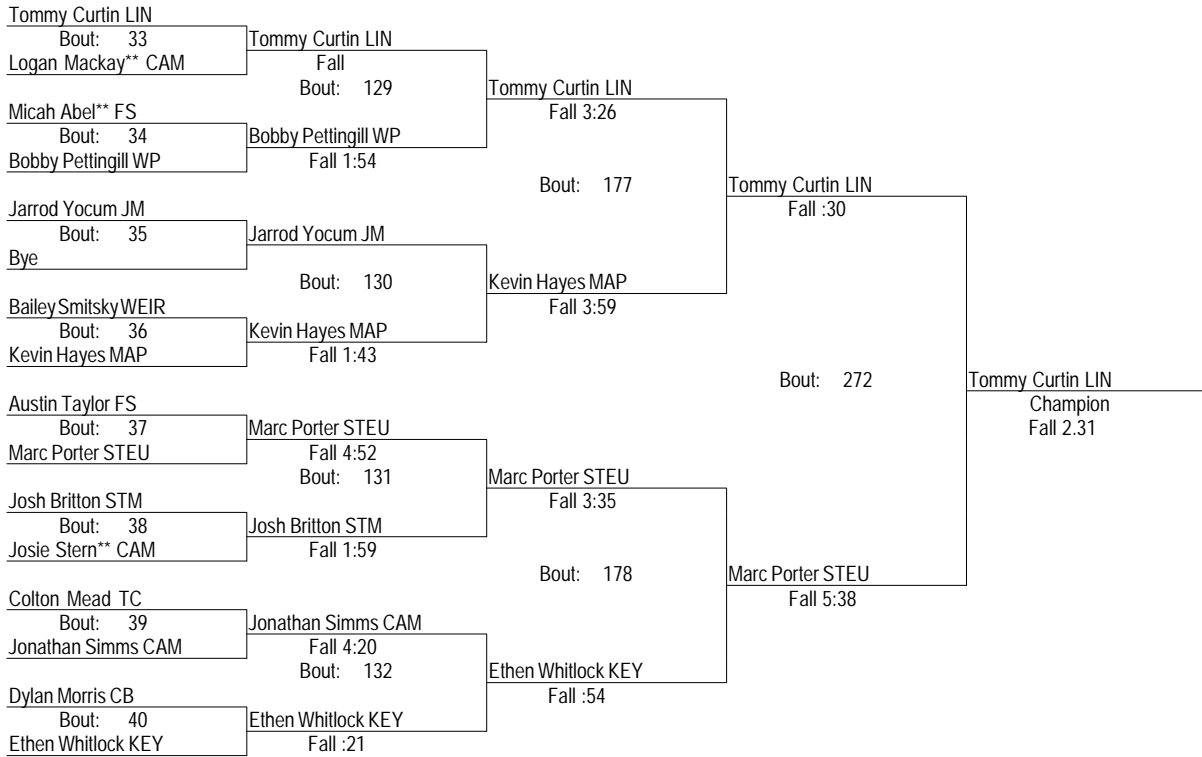 Tommy Curtin LIN
Bout: 33
Tommy Curtin LIN
Logan Mackay** CAM
Fall
Bout: 129
Tommy Curtin LIN
Micah Abel** FS
Fall 3:26
Bout: 34
Bobby Pettingill WP
Bobby Pettingill WP
Fall 1:54
Bout: 177
Tommy Curtin LIN
Jarrod Yocum JM
Fall :30
Bout: 35
Jarrod Yocum JM
Bye
Bout: 130
Kevin Hayes MAP
Bailey Smitsky WEIR
Fall 3:59
Bout: 36
Kevin Hayes MAP
Kevin Hayes MAP
Fall 1:43
Bout: 272
Tommy Curtin LIN
Austin Taylor FS
Champion
Bout: 37
Marc Porter STEU
Fall 2.31
Marc Porter STEU
Fall 4:52
Bout: 131
Marc Porter STEU
Josh Britton STM
Fall 3:35
Bout: 38
Josh Britton STM
Josie Stern** CAM
Fall 1:59
Bout: 178
Marc Porter STEU
Colton Mead TC
Fall 5:38
Bout: 39
Jonathan Simms CAM
Jonathan Simms CAM
Fall 4:20
Bout: 132
Ethen Whitlock KEY
Dylan Morris CB
Fall :54
Bout: 40
Ethen Whitlock KEY
Ethen Whitlock KEY
Fall :21